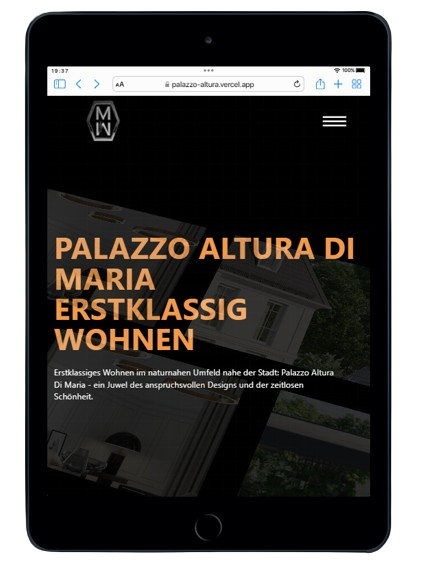 19:37
100%
AA
palazzo-altura.vercel.app
M
M
PALAZZO ALTURA DI
MARIA
ERSTKLASSIG
WOHNEN
Erstklassiges Wohnen im naturnahen Umfeld nahe der Stadt: Palazzo Altura
Di Maria - ein Juwel des anspruchsvollen Designs und der zeitlosen
Schönheit.